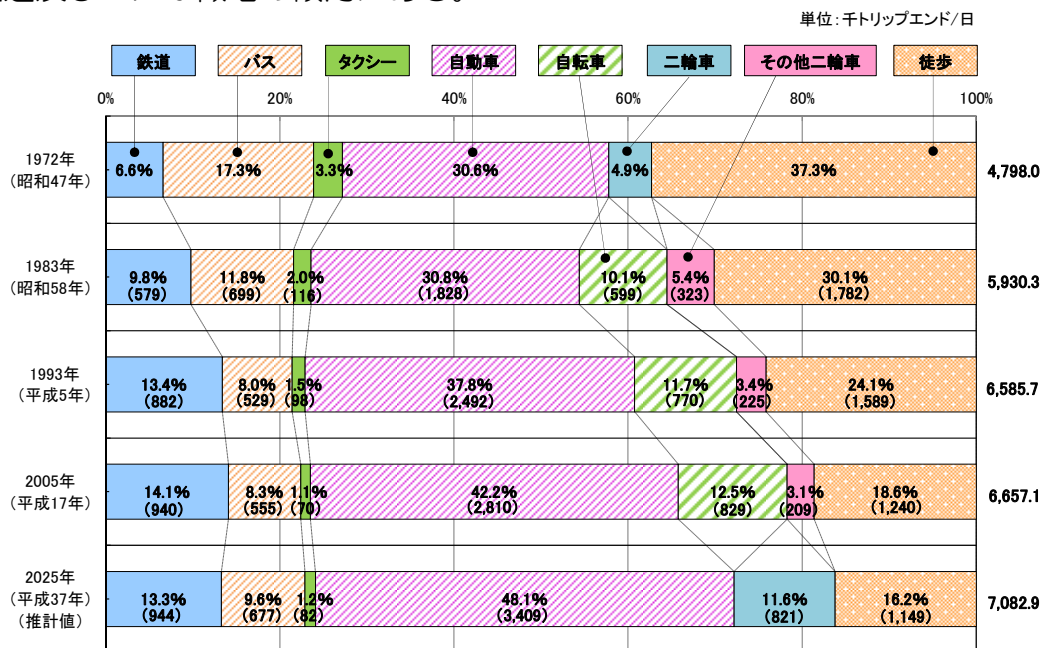 単位：千トリップエンド/日
鉄道 バス タクシー 自動車 自転車 二輪車 その他二輪車 徒歩
0% 20% 40% 60% 80% 100%
1972年
（昭和47年）
6.6% 17.3% 3.3% 30.6% 4.9% 37.3% 4,798.0
1983年
（昭和58年）
9.8% 11.8% 2.0% 30.8% 10.1% 5.4% 30.1%
(579) (699) (116) (1,828) (599) (323) (1,782)
5,930.3
1993年
（平成5年）
13.4% 8.0% 1.5% 37.8% 11.7% 3.4% 24.1%
(882) (529) (98) (2,492) (770) (225) (1,589)
6,585.7
2005年
（平成17年）
14.1% 8.3% 1.1% 42.2% 12.5% 3.1% 18.6%
(940) (555) (70) (2,810) (829) (209) (1,240)
6,657.1
2025年
（平成37年）
（推計値）
13.3% 9.6% 1.2% 48.1% 11.6% 16.2%
(944) (677) (82) (3,409) (821) (1,149)
7,082.9